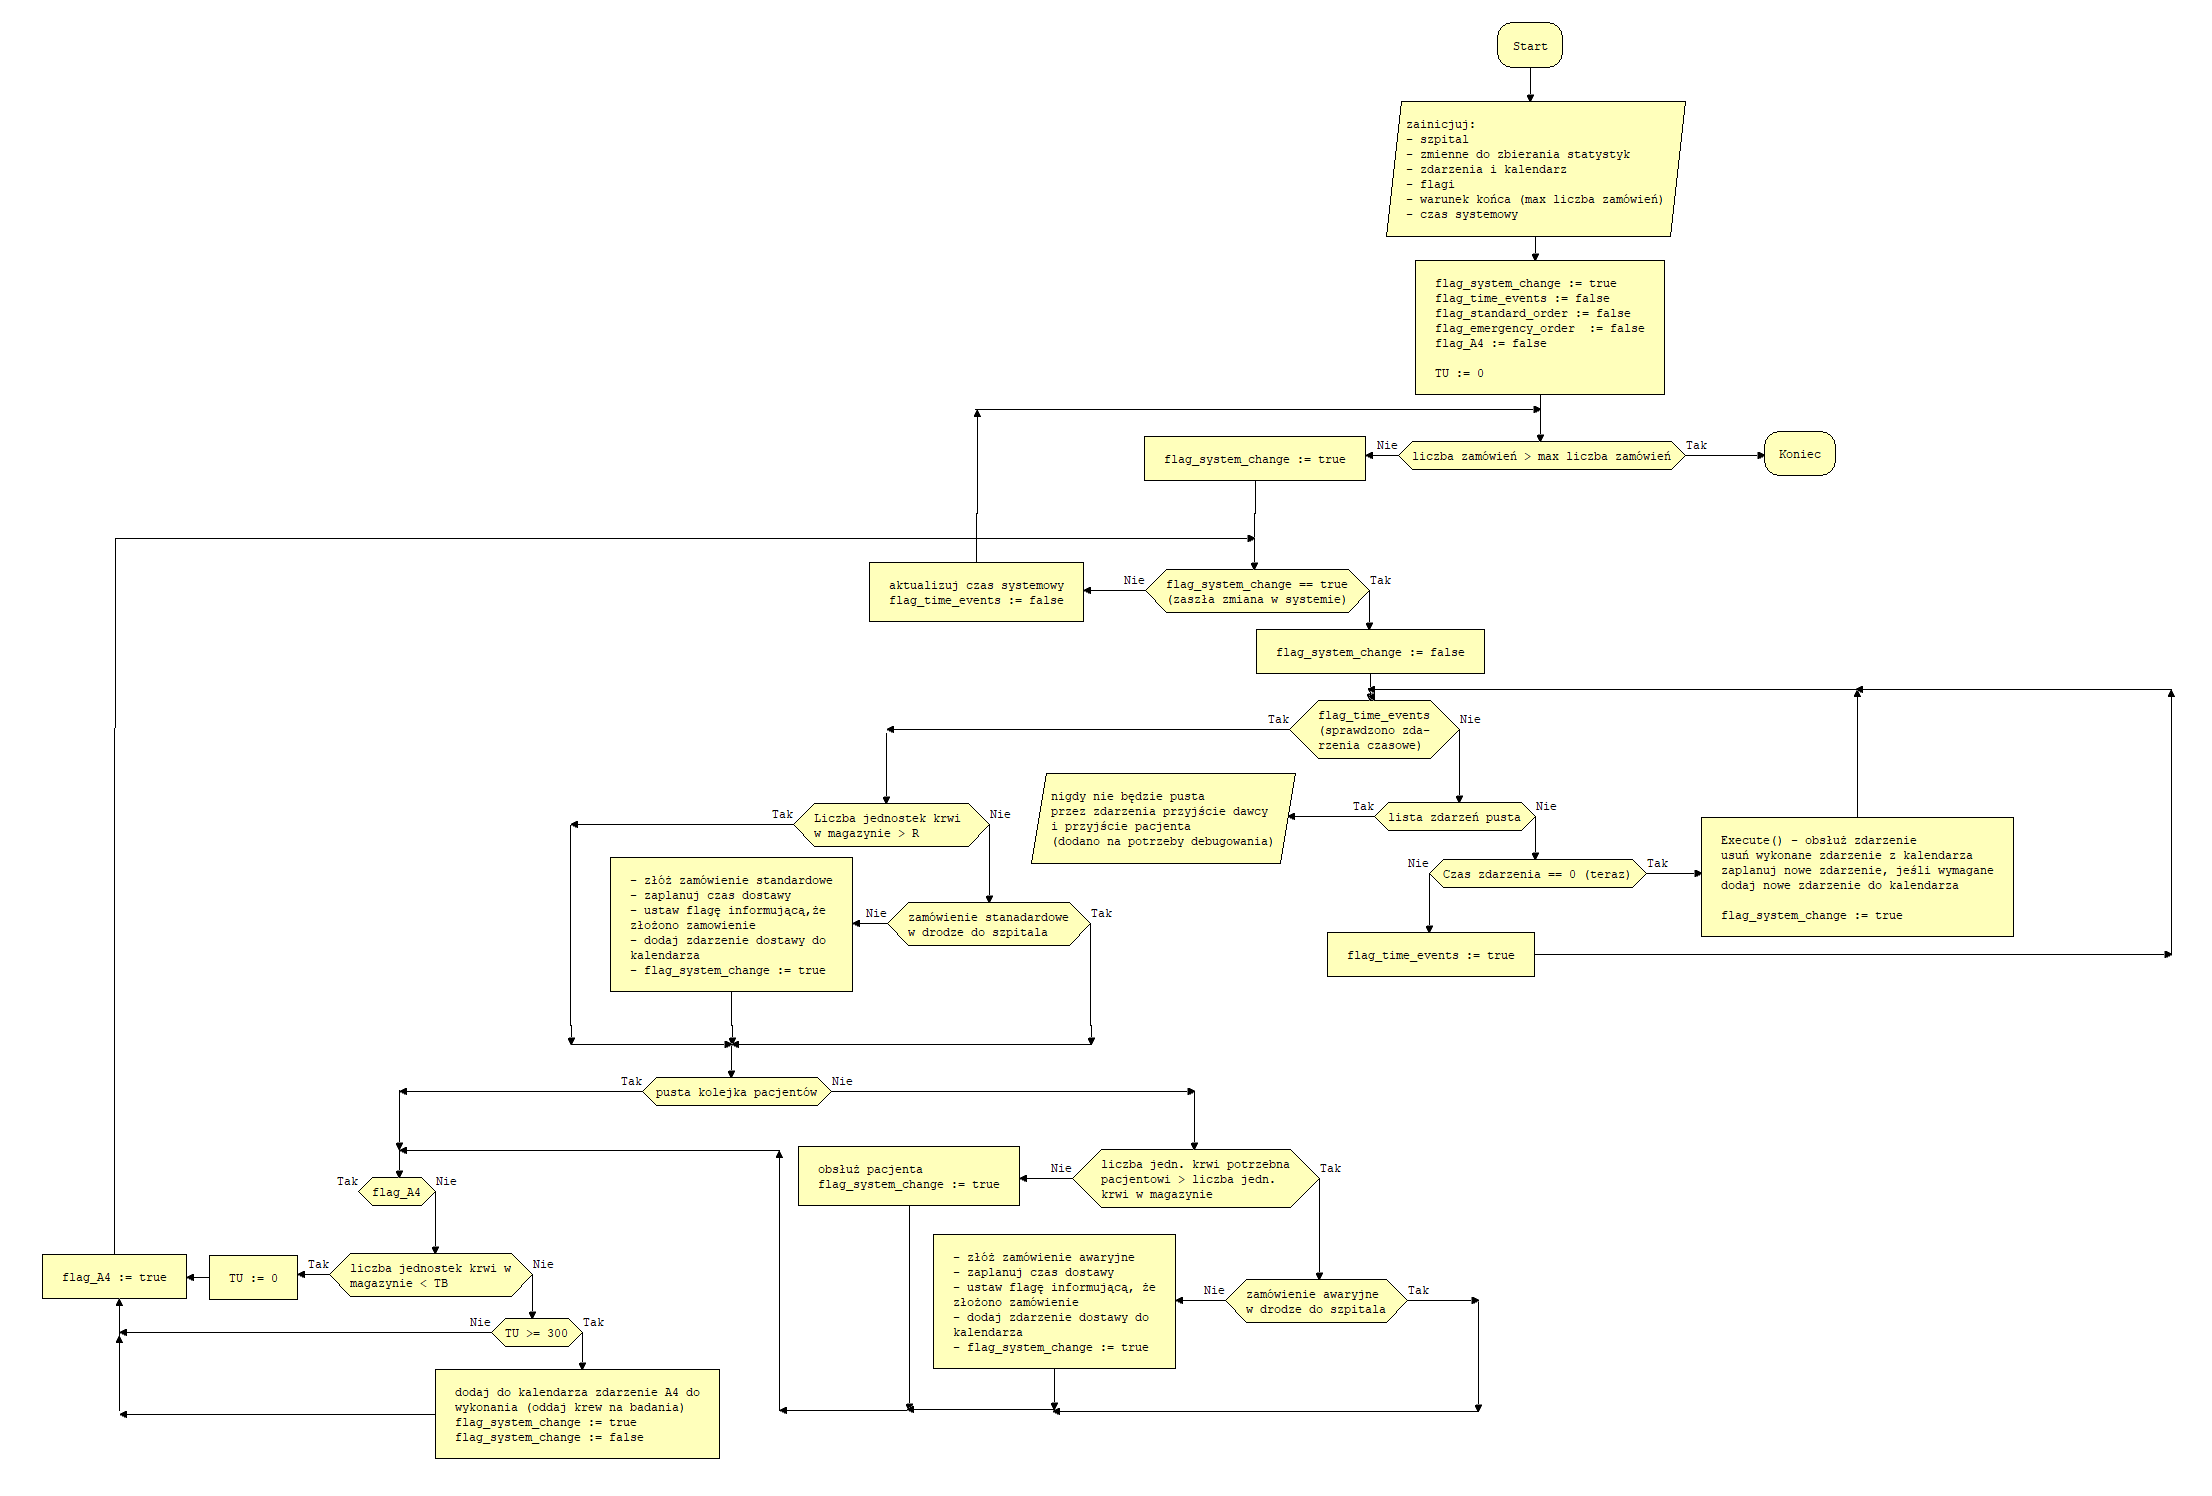 Start
zainicjuj:
- szpital
- zmienne do zbierania statystyk
- zdarzenia i kalendarz
- flagi
- warunek końca (max liczba zamówień)
- czas systemowy
flag_system_change := true
flag_time_events := false
flag_standard_order := false
flag_emergency_order  := false
flag_A4 := false
TU := 0
liczba zamówień > max liczba zamówień
Nie
Tak
Koniec
flag_system_change := true
flag_system_change == true
(zaszła zmiana w systemie)
Nie
Tak
aktualizuj czas systemowy
flag_time_events := false
flag_system_change := false
flag_time_events
(sprawdzono zda-
rzenia czasowe)
Tak
Nie
lista zdarzeń pusta
Tak
Nie
nigdy nie będzie pusta
przez zdarzenia przyjście dawcy
i przyjście pacjenta
(dodano na potrzeby debugowania)
Czas zdarzenia == 0 (teraz)
Nie
Tak
Execute() - obsłuż zdarzenie
usuń wykonane zdarzenie z kalendarza
zaplanuj nowe zdarzenie, jeśli wymagane
dodaj nowe zdarzenie do kalendarza
flag_system_change := true
flag_time_events := true
Liczba jednostek krwi
w magazynie > R
Tak
Nie
zamówienie stanadardowe
w drodze do szpitala
Nie
Tak
- złóż zamówienie standardowe
- zaplanuj czas dostawy
- ustaw flagę informującą,że
złożono zamowienie
- dodaj zdarzenie dostawy do
kalendarza
- flag_system_change := true
pusta kolejka pacjentów
Tak
Nie
liczba jedn. krwi potrzebna
pacjentowi > liczba jedn.
krwi w magazynie
Nie
Tak
obsłuż pacjenta
flag_system_change := true
zamówienie awaryjne
w drodze do szpitala
Nie
Tak
- złóż zamówienie awaryjne
- zaplanuj czas dostawy
- ustaw flagę informującą, że
złożono zamówienie
- dodaj zdarzenie dostawy do
kalendarza
- flag_system_change := true
flag_A4
Tak
Nie
liczba jednostek krwi w
magazynie < TB
Tak
Nie
TU := 0
flag_A4 := true
TU >= 300
Nie
Tak
dodaj do kalendarza zdarzenie A4 do
wykonania (oddaj krew na badania)
flag_system_change := true
flag_system_change := false